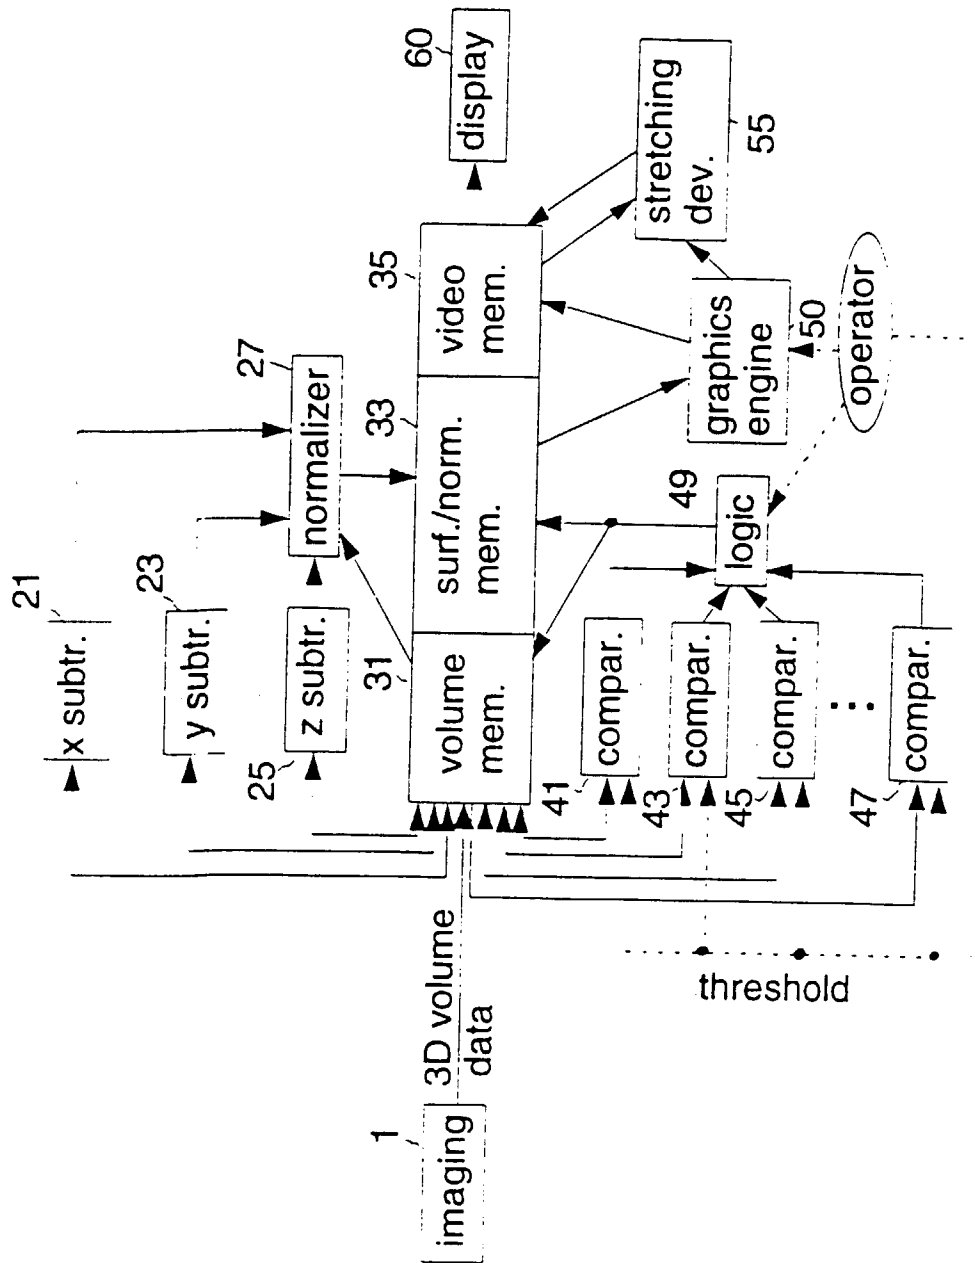 1
imaging
3D volume
data
threshold
21
x subtr.
23
y subtr.
25
z subtr.
27
normalizer
31
volume
mem.
33
surf./norm.
mem.
35
video
mem.
60
display
41
compar.
43
compar.
45
compar.
47
compar.
49
logic
50
graphics
engine
55
stretching
dev.
operator